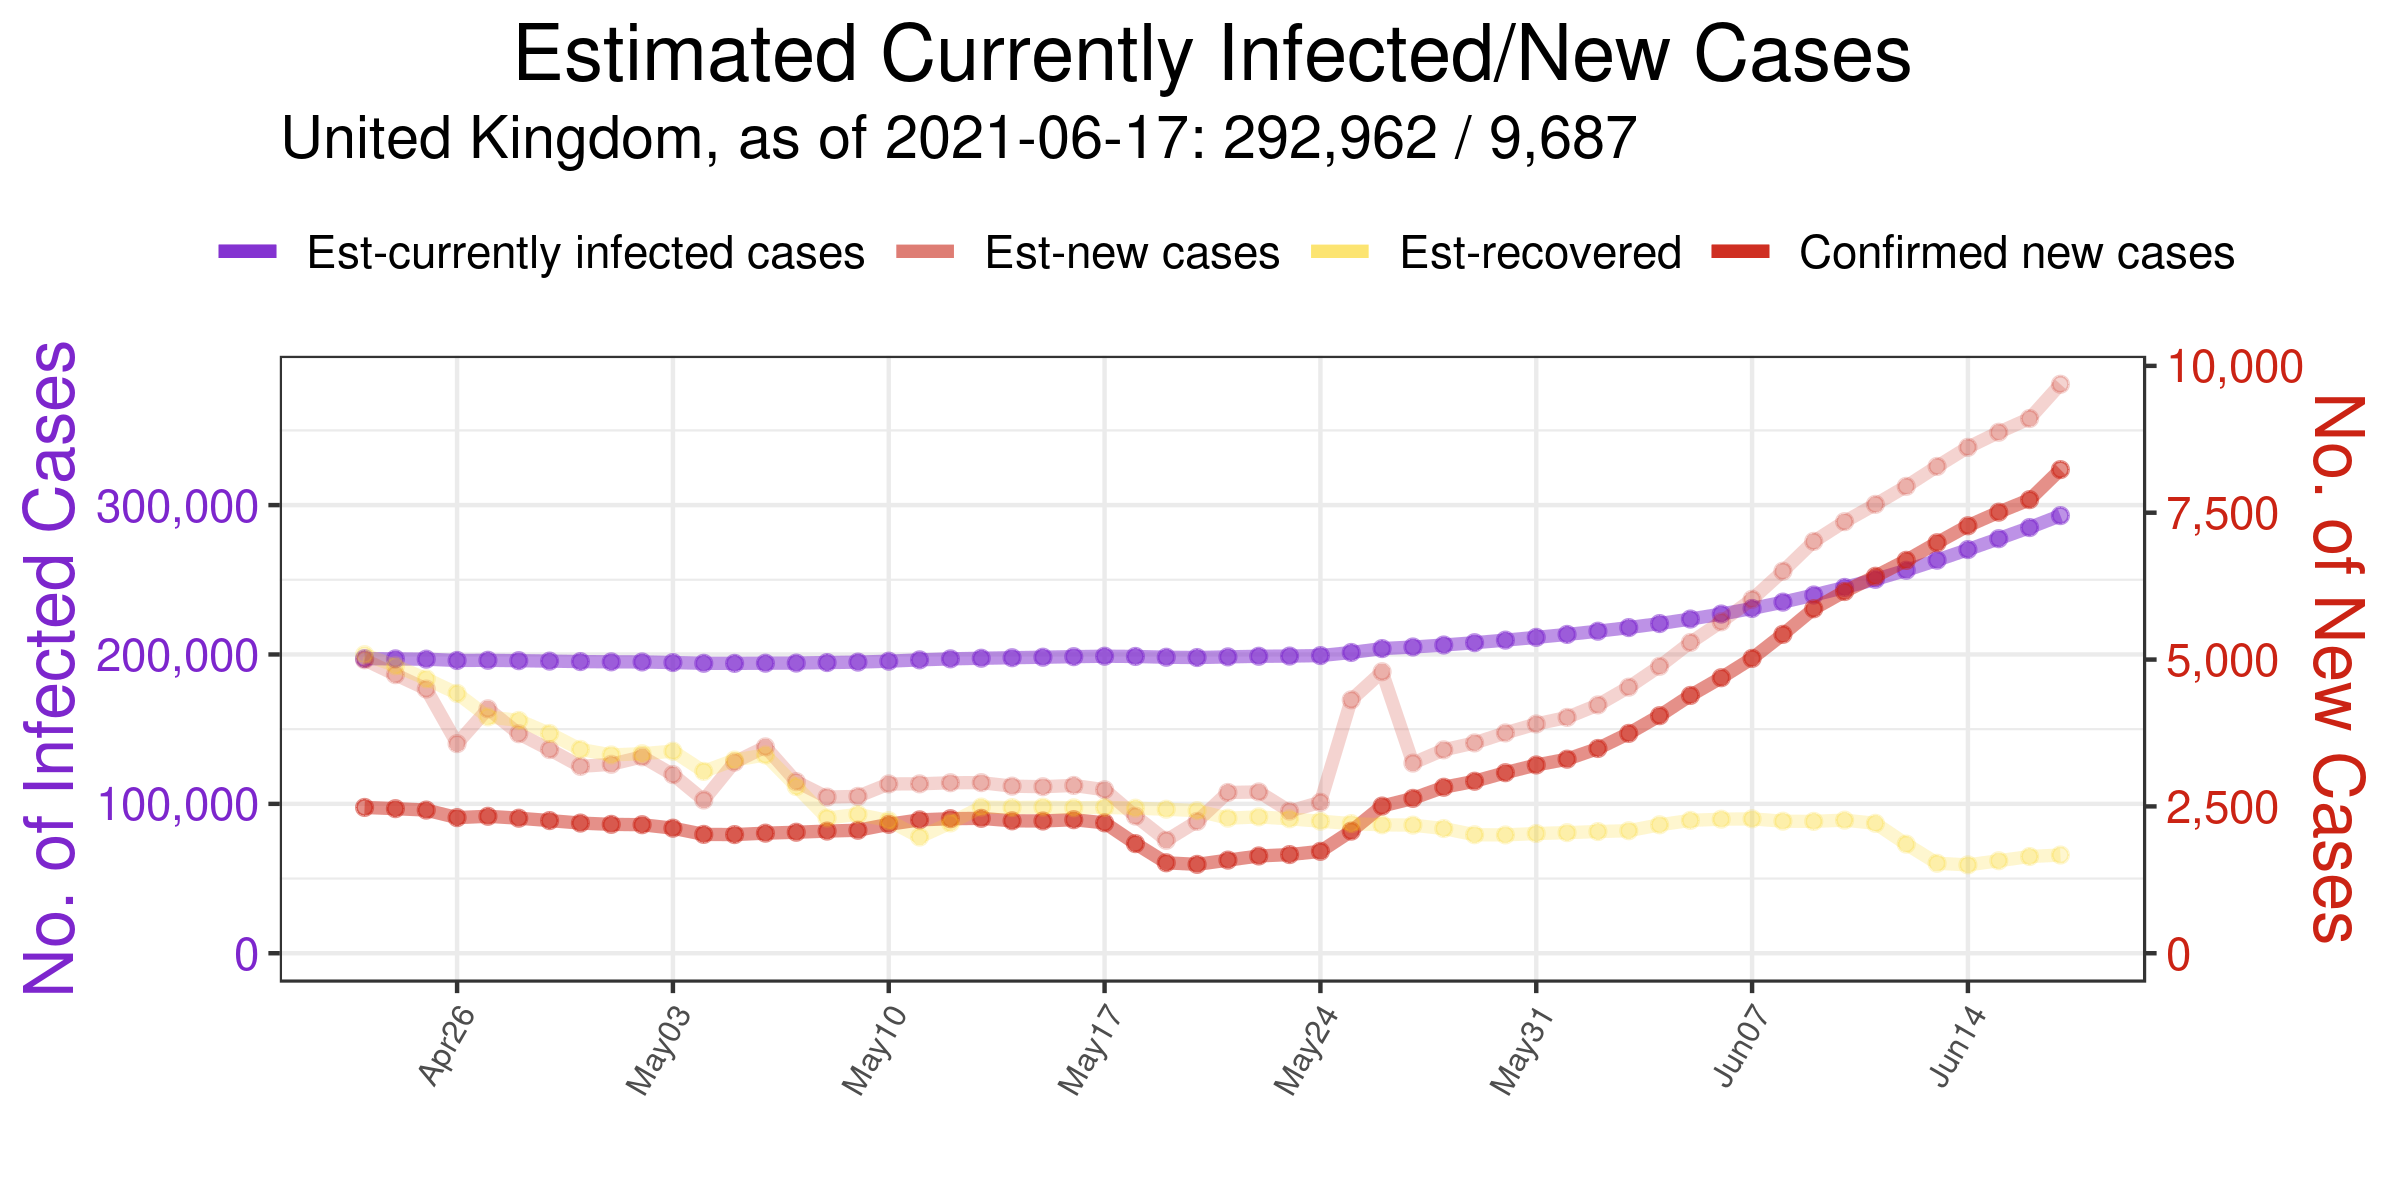 Estimated Currently Infected/New Cases
United Kingdom, as of 2021-06-17: 292,962 / 9,687
Est-currently infected cases Est-new cases Est-recovered Confirmed new cases
No. of Infected Cases
300,000
200,000
100,000
0
10,000
7,500
5,000
2,500
0
No. of New Cases
Apr26 May03 May10 May17 May24 May31 Jun07 Jun14